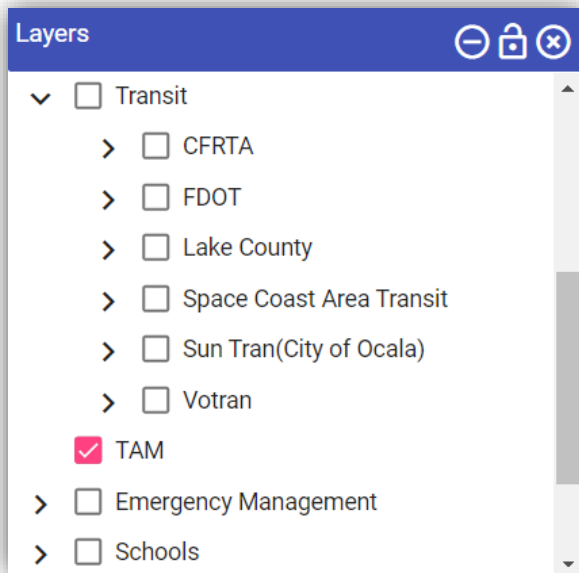 Layers
Transit
CFRTA
FDOT
Lake County
Space Coast Area Transit
Sun Tran(City of Ocala)
Votran
TAM
Emergency Management
Schools